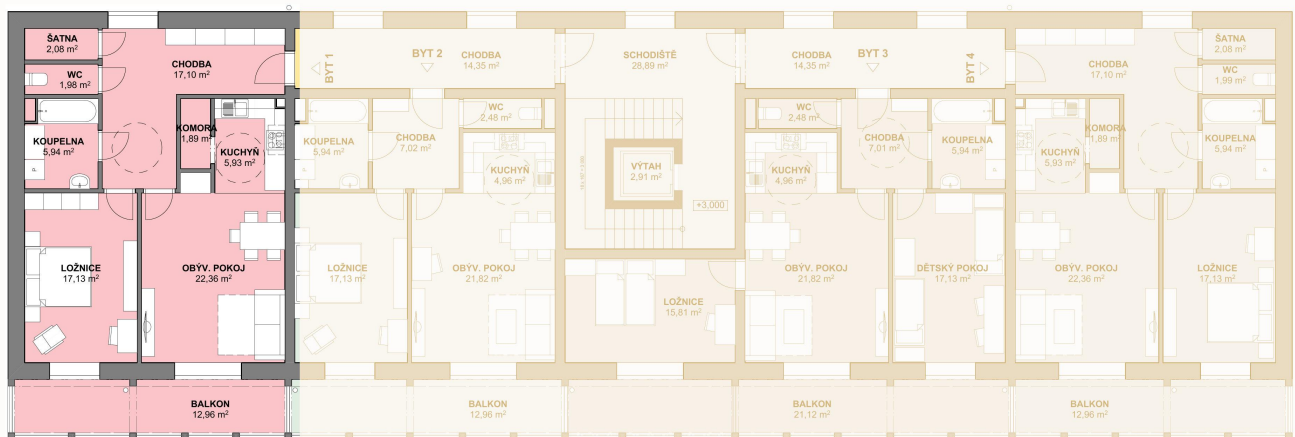 ŠATNA
2,08 m²
WC
1,98 m²
CHODBA
17,10 m²
KOUPELNA
5,94 m²
KOMORA
1,89 m²
KUCHYŇ
5,93 m²
LOŽNICE
17,13 m²
OBÝV. POKOJ
22,36 m²
BALKON
12,96 m²
BYT 1
BYT 2
CHODBA
14,35 m²
KOUPELNA
5,94 m²
CHODBA
7,02 m²
WC
2,48 m²
KUCHYŇ
4,96 m²
LOŽNICE
17,13 m²
OBÝV. POKOJ
21,82 m²
BALKON
12,96 m²
SCHODIŠTĚ
28,89 m²
VÝTAH
2,91 m²
+3,000
LOŽNICE
15,81 m²
CHODBA
14,35 m²
BYT 3
BYT 4
WC
2,48 m²
CHODBA
7,01 m²
KOUPELNA
5,94 m²
KUCHYŇ
4,96 m²
OBÝV. POKOJ
21,82 m²
DĚTSKÝ POKOJ
17,13 m²
BALKON
21,12 m²
CHODBA
17,10 m²
ŠATNA
2,08 m²
WC
1,99 m²
KUCHYŇ
5,93 m²
KOMORA
1,89 m²
KOUPELNA
5,94 m²
OBÝV. POKOJ
22,36 m²
LOŽNICE
17,13 m²
BALKON
12,96 m²